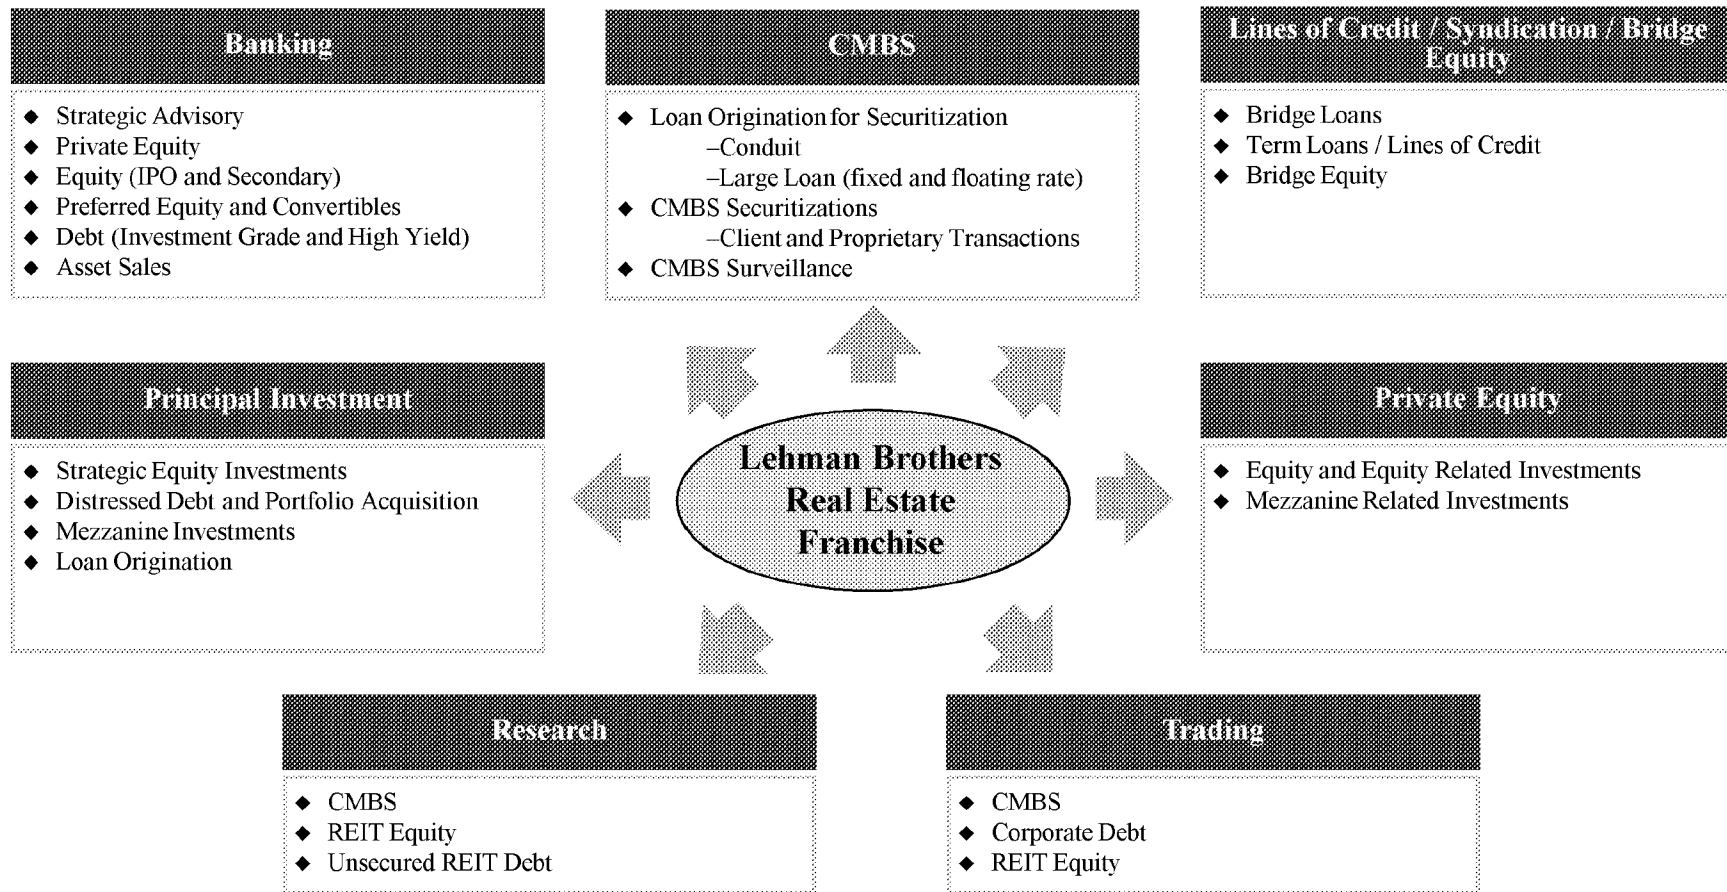 Banking
◆ Strategic Advisory
◆ Private Equity
◆ Equity (IPO and Secondary)
◆ Preferred Equity and Convertibles
◆ Debt (Investment Grade and High Yield)
◆ Asset Sales
CMBS
◆ Loan Origination for Securitization
–Conduit
–Large Loan (fixed and floating rate)
◆ CMBS Securitizations
–Client and Proprietary Transactions
◆ CMBS Surveillance
Lines of Credit / Syndication / Bridge
Equity
◆ Bridge Loans
◆ Term Loans / Lines of Credit
◆ Bridge Equity
Principal Investment
◆ Strategic Equity Investments
◆ Distressed Debt and Portfolio Acquisition
◆ Mezzanine Investments
◆ Loan Origination
Lehman Brothers
Real Estate
Franchise
Private Equity
◆ Equity and Equity Related Investments
◆ Mezzanine Related Investments
Research
◆ CMBS
◆ REIT Equity
◆ Unsecured REIT Debt
Trading
◆ CMBS
◆ Corporate Debt
◆ REIT Equity